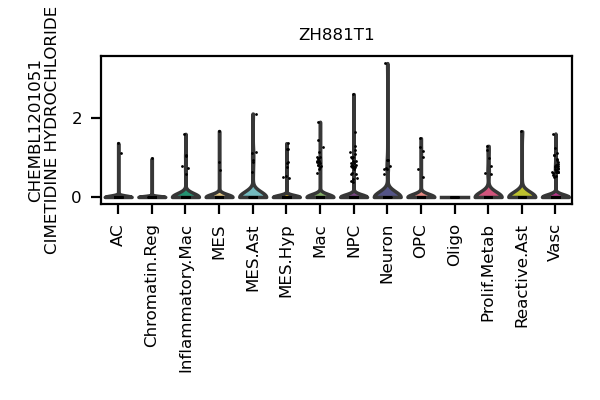 ZH881T1
CHEMBL1201051
CIMETIDINE HYDROCHLORIDE
2
0
AC
Chromatin.Reg
Inflammatory.Mac
MES
MES.Ast
MES.Hyp
Mac
NPC
Neuron
OPC
Oligo
Prolif.Metab
Reactive.Ast
Vasc